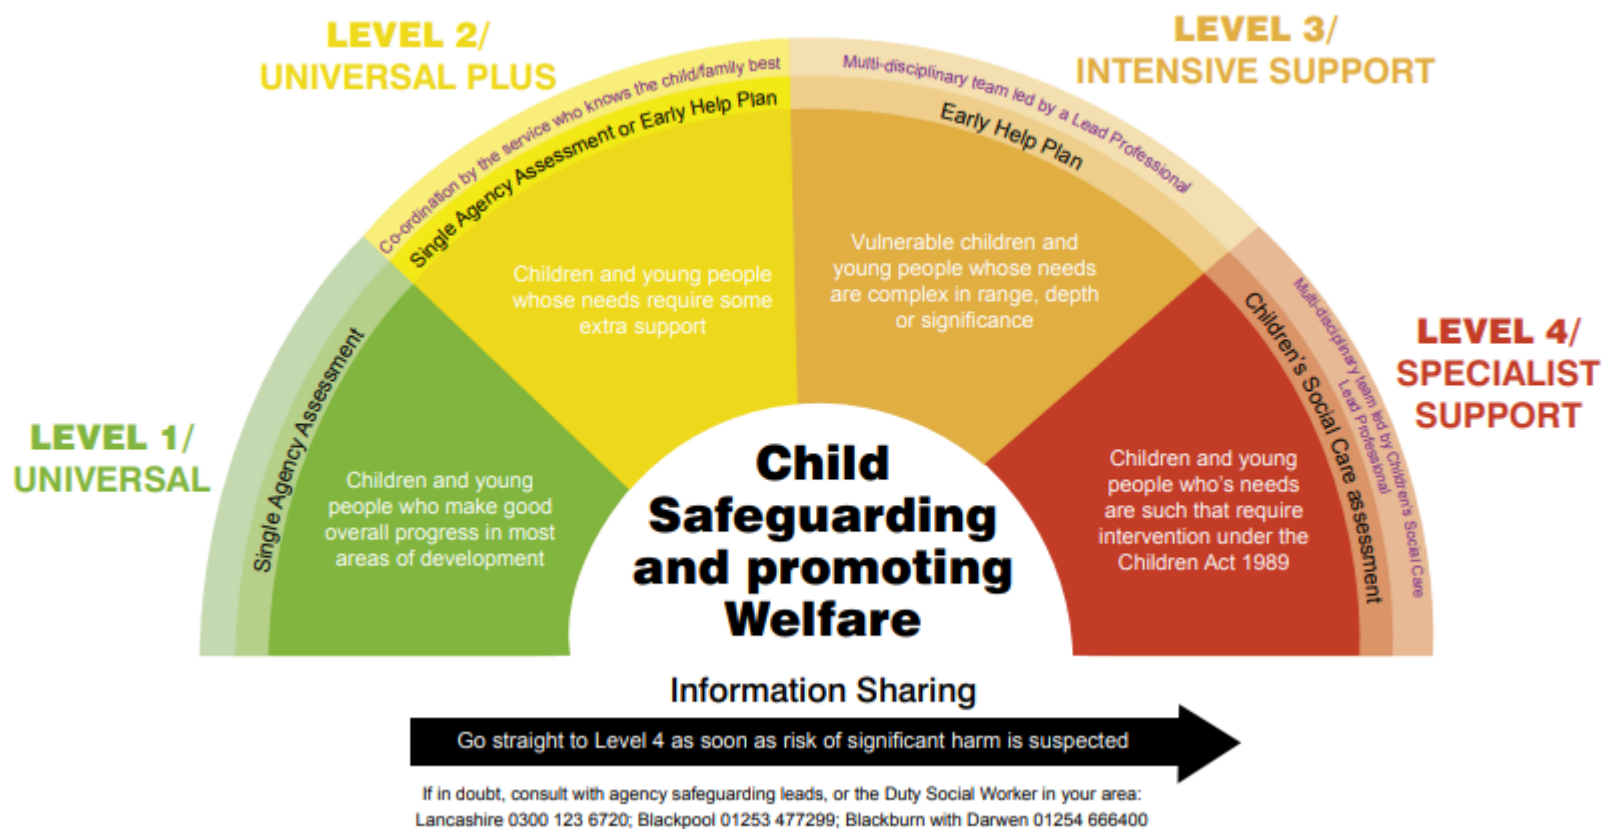 LEVEL 2/
UNIVERSAL PLUS
LEVEL 3/
INTENSIVE SUPPORT
Co-ordination by the service who knows the child/family best
Single Agency Assessment or Early Help Plan
Multi-disciplinary team led by a Lead Professional
Early Help Plan
Children and young people
whose needs require some
extra support
Vulnerable children and
young people whose needs
are complex in range, depth
or significance
LEVEL 1/
UNIVERSAL
Single Agency Assessment
Children and young
people who make good
overall progress in most
areas of development
LEVEL 4/
SPECIALIST
SUPPORT
Multi-disciplinary team led by Children's Social Care
Lead Professional
Children's Social Care assessment
Children and young
people who's needs
are such that require
intervention under the
Children Act 1989
Child
Safeguarding
and promoting
Welfare
Information Sharing
Go straight to Level 4 as soon as risk of significant harm is suspected
If in doubt, consult with agency safeguarding leads, or the Duty Social Worker in your area:
Lancashire 0300 123 6720; Blackpool 01253 477299; Blackburn with Darwen 01254 666400